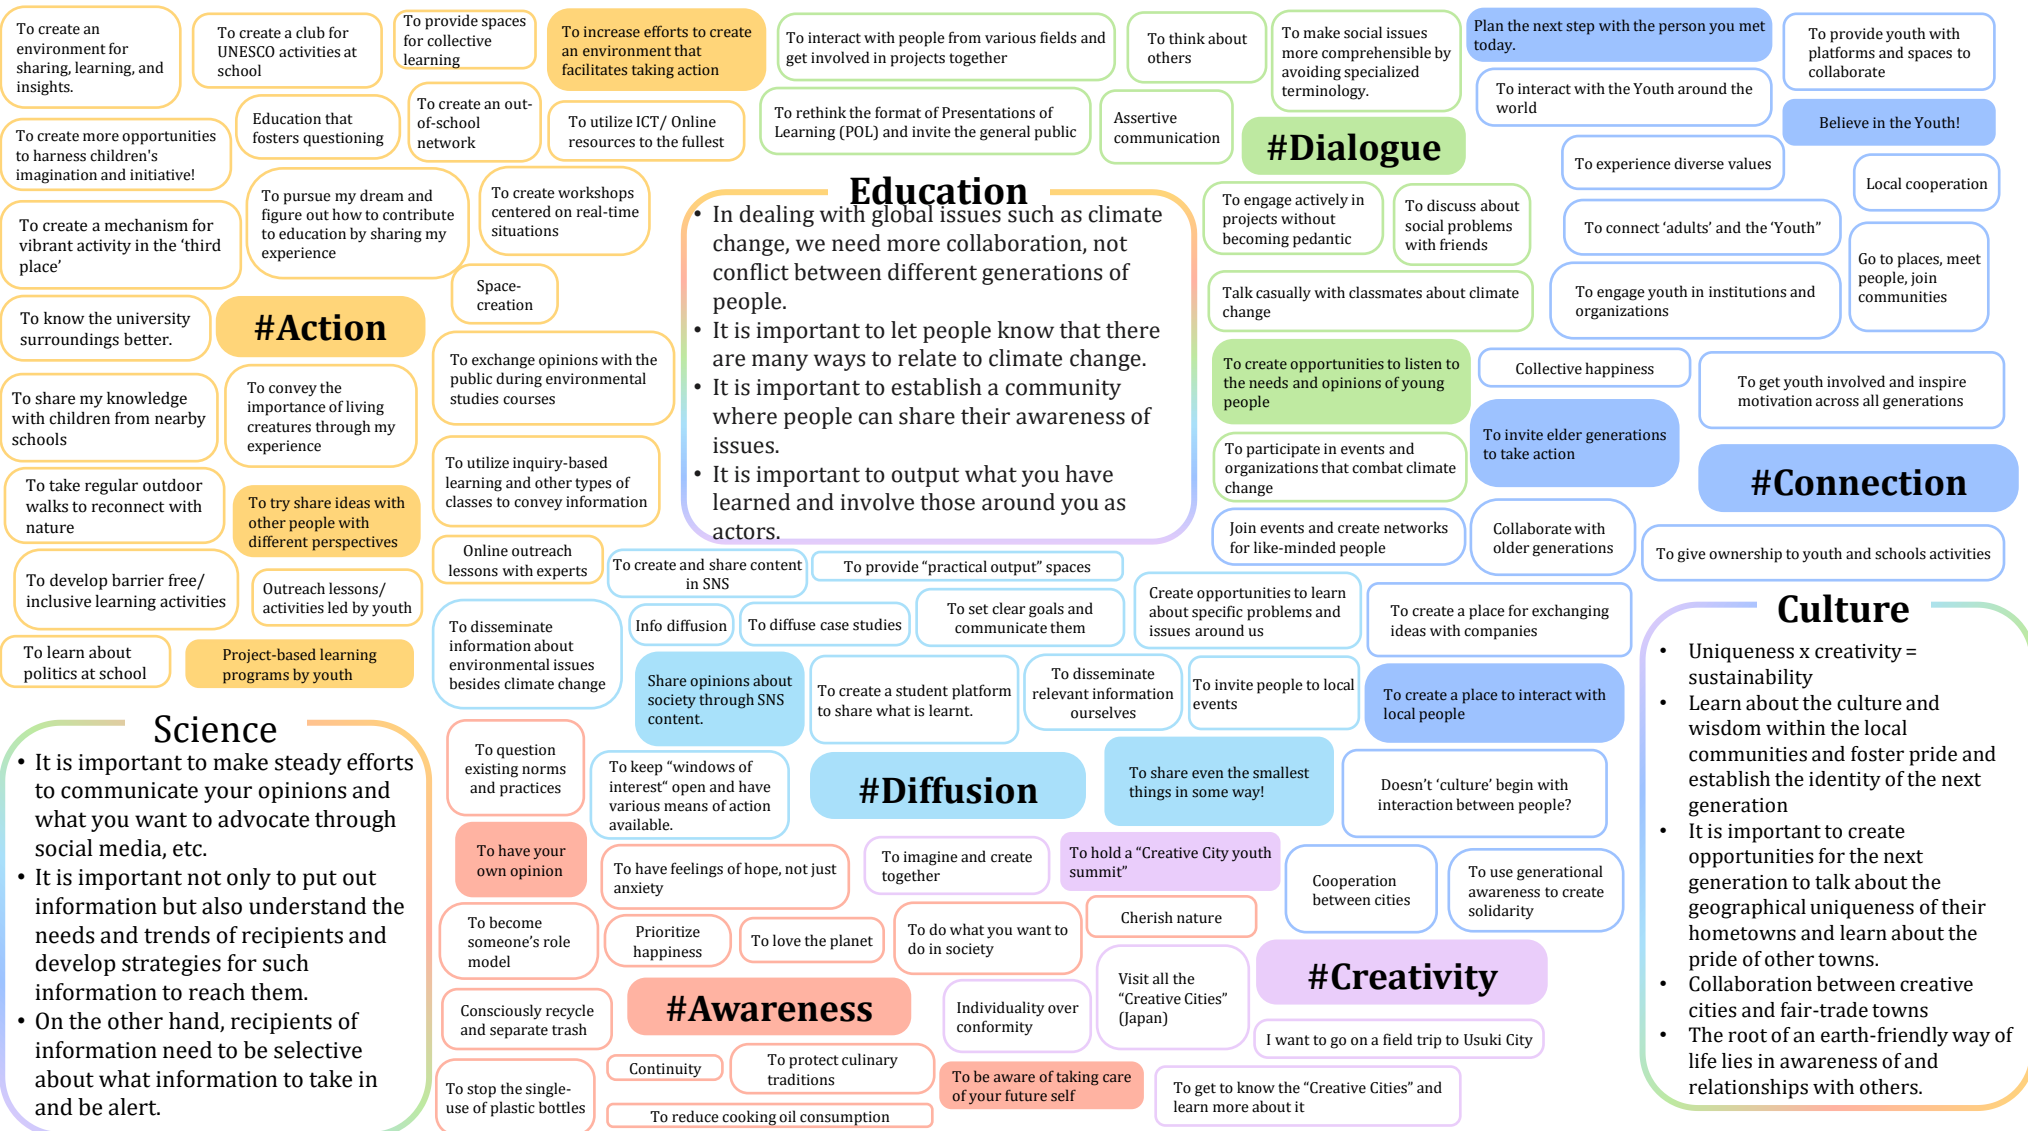 To create an
environment for
sharing, learning, and
insights.
To create a club for
UNESCO activities at
school
To provide spaces
for collective
learning
To increase efforts to create
an environment that
facilitates taking action
To create more opportunities
to harness children's
imagination and initiative!
Education that
fosters questioning
To create an out-
of-school
network
To utilize ICT/ Online
resources to the fullest
To create a mechanism for
vibrant activity in the ‘third
place’
To pursue my dream and
figure out how to contribute
to education by sharing my
experience
To create workshops
centered on real-time
situations
Space-
creation
To know the university
surroundings better.
#Action
To exchange opinions with the
public during environmental
studies courses
To share my knowledge
with children from nearby
schools
To convey the
importance of living
creatures through my
experience
To utilize inquiry-based
learning and other types of
classes to convey information
To take regular outdoor
walks to reconnect with
nature
To try share ideas with
other people with
different perspectives
Online outreach
lessons with experts
To develop barrier free/
inclusive learning activities
Outreach lessons/
activities led by youth
To learn about
politics at school
Project-based learning
programs by youth
To interact with people from various fields and
get involved in projects together
To think about
others
To make social issues
more comprehensible by
avoiding specialized
terminology.
To rethink the format of Presentations of
Learning (POL) and invite the general public
Assertive
communication
#Dialogue
To engage actively in
projects without
becoming pedantic
To discuss about
social problems
with friends
Talk casually with classmates about climate
change
To create opportunities to listen to
the needs and opinions of young
people
To participate in events and
organizations that combat climate
change
Plan the next step with the person you met
today.
To provide youth with
platforms and spaces to
collaborate
To interact with the Youth around the
world
Believe in the Youth!
To experience diverse values
Local cooperation
To connect ‘adults’ and the ‘Youth”
Go to places, meet
people, join
communities
To engage youth in institutions and
organizations
Collective happiness
To get youth involved and inspire
motivation across all generations
To invite elder generations
to take action
#Connection
Join events and create networks
for like-minded people
Collaborate with
older generations
To give ownership to youth and schools activities
To create a place for exchanging
ideas with companies
To create a place to interact with
local people
Doesn’t ‘culture’ begin with
interaction between people?
Cooperation
between cities
To use generational
awareness to create
solidarity
Education
• In dealing with global issues such as climate
change, we need more collaboration, not
conflict between different generations of
people.
• It is important to let people know that there
are many ways to relate to climate change.
• It is important to establish a community
where people can share their awareness of
issues.
• It is important to output what you have
learned and involve those around you as
actors.
To create and share content
in SNS
To provide “practical output” spaces
To disseminate
information about
environmental issues
besides climate change
Info diffusion
To diffuse case studies
To set clear goals and
communicate them
Create opportunities to learn
about specific problems and
issues around us
Share opinions about
society through SNS
content.
To create a student platform
to share what is learnt.
To disseminate
relevant information
ourselves
To invite people to local
events
To keep “windows of
interest“ open and have
various means of action
available.
#Diffusion
To share even the smallest
things in some way!
To question
existing norms
and practices
To have your
own opinion
To have feelings of hope, not just
anxiety
To become
someone’s role
model
Prioritize
happiness
To love the planet
To do what you want to
do in society
Cherish nature
Consciously recycle
and separate trash
#Awareness
To stop the single-
use of plastic bottles
Continuity
To protect culinary
traditions
To reduce cooking oil consumption
To be aware of taking care
of your future self
To imagine and create
together
To hold a “Creative City youth
summit”
Individuality over
conformity
Visit all the
“Creative Cities”
(Japan)
#Creativity
I want to go on a field trip to Usuki City
To get to know the “Creative Cities” and
learn more about it
Science
• It is important to make steady efforts
to communicate your opinions and
what you want to advocate through
social media, etc.
• It is important not only to put out
information but also understand the
needs and trends of recipients and
develop strategies for such
information to reach them.
• On the other hand, recipients of
information need to be selective
about what information to take in
and be alert.
Culture
• Uniqueness x creativity =
sustainability
• Learn about the culture and
wisdom within the local
communities and foster pride and
establish the identity of the next
generation
• It is important to create
opportunities for the next
generation to talk about the
geographical uniqueness of their
hometowns and learn about the
pride of other towns.
• Collaboration between creative
cities and fair-trade towns
• The root of an earth-friendly way of
life lies in awareness of and
relationships with others.